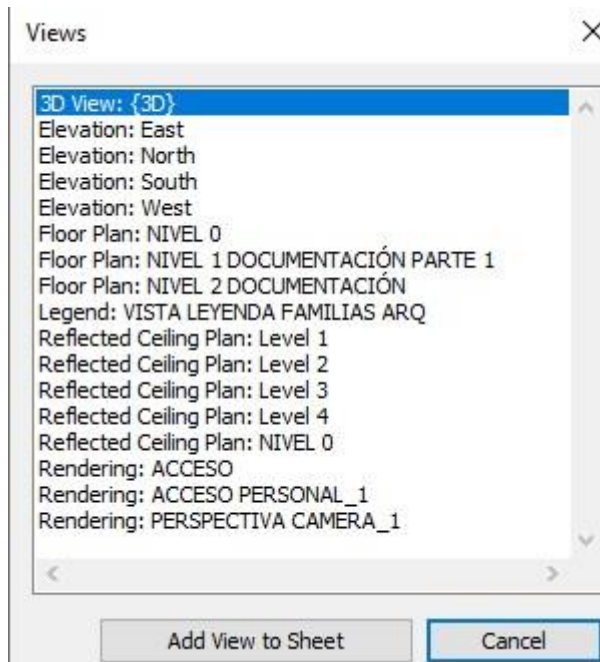 Views
3D View: {3D}
Elevation: East
Elevation: North
Elevation: South
Elevation: West
Floor Plan: NIVEL 0
Floor Plan: NIVEL 1 DOCUMENTACIÓN PARTE 1
Floor Plan: NIVEL 2 DOCUMENTACIÓN
Legend: VISTA LEYENDA FAMILIAS ARQ
Reflected Ceiling Plan: Level 1
Reflected Ceiling Plan: Level 2
Reflected Ceiling Plan: Level 3
Reflected Ceiling Plan: Level 4
Reflected Ceiling Plan: NIVEL 0
Rendering: ACCESO
Rendering: ACCESO PERSONAL_1
Rendering: PERSPECTIVA CAMERA_1
Add View to Sheet
Cancel